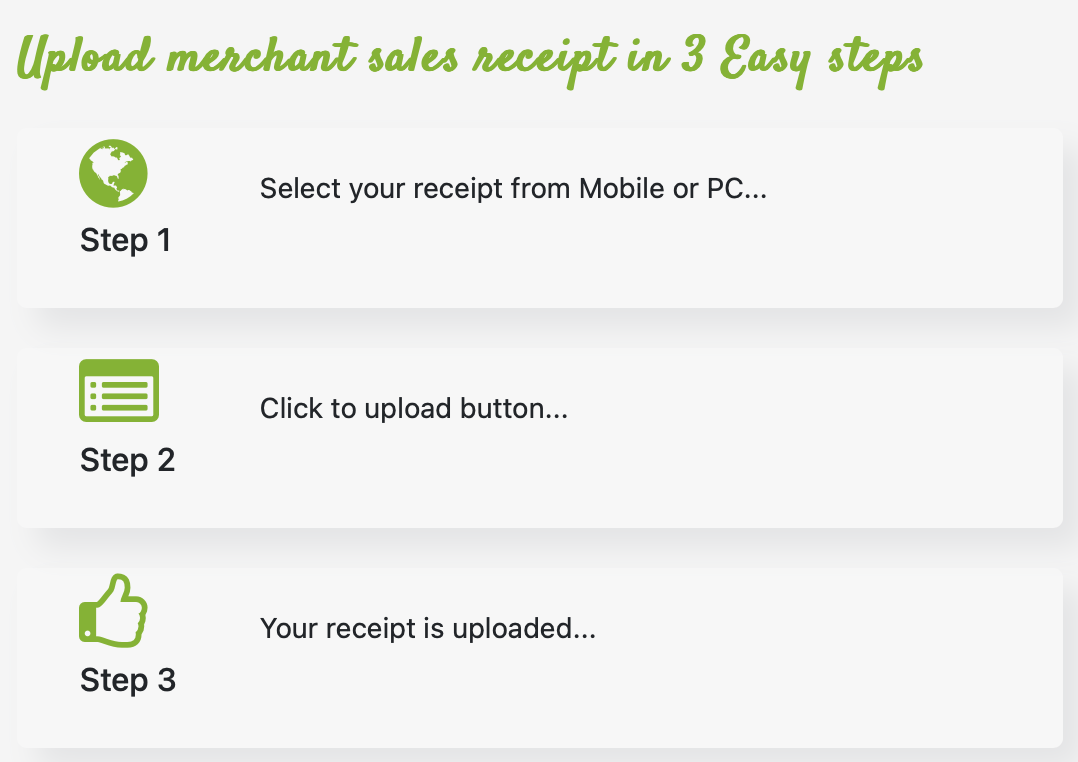 Upload merchant sales receipt in 3 Easy steps
Select your receipt from Mobile or PC...
Step 1
Click to upload button...
Step 2
Your receipt is uploaded...
Step 3